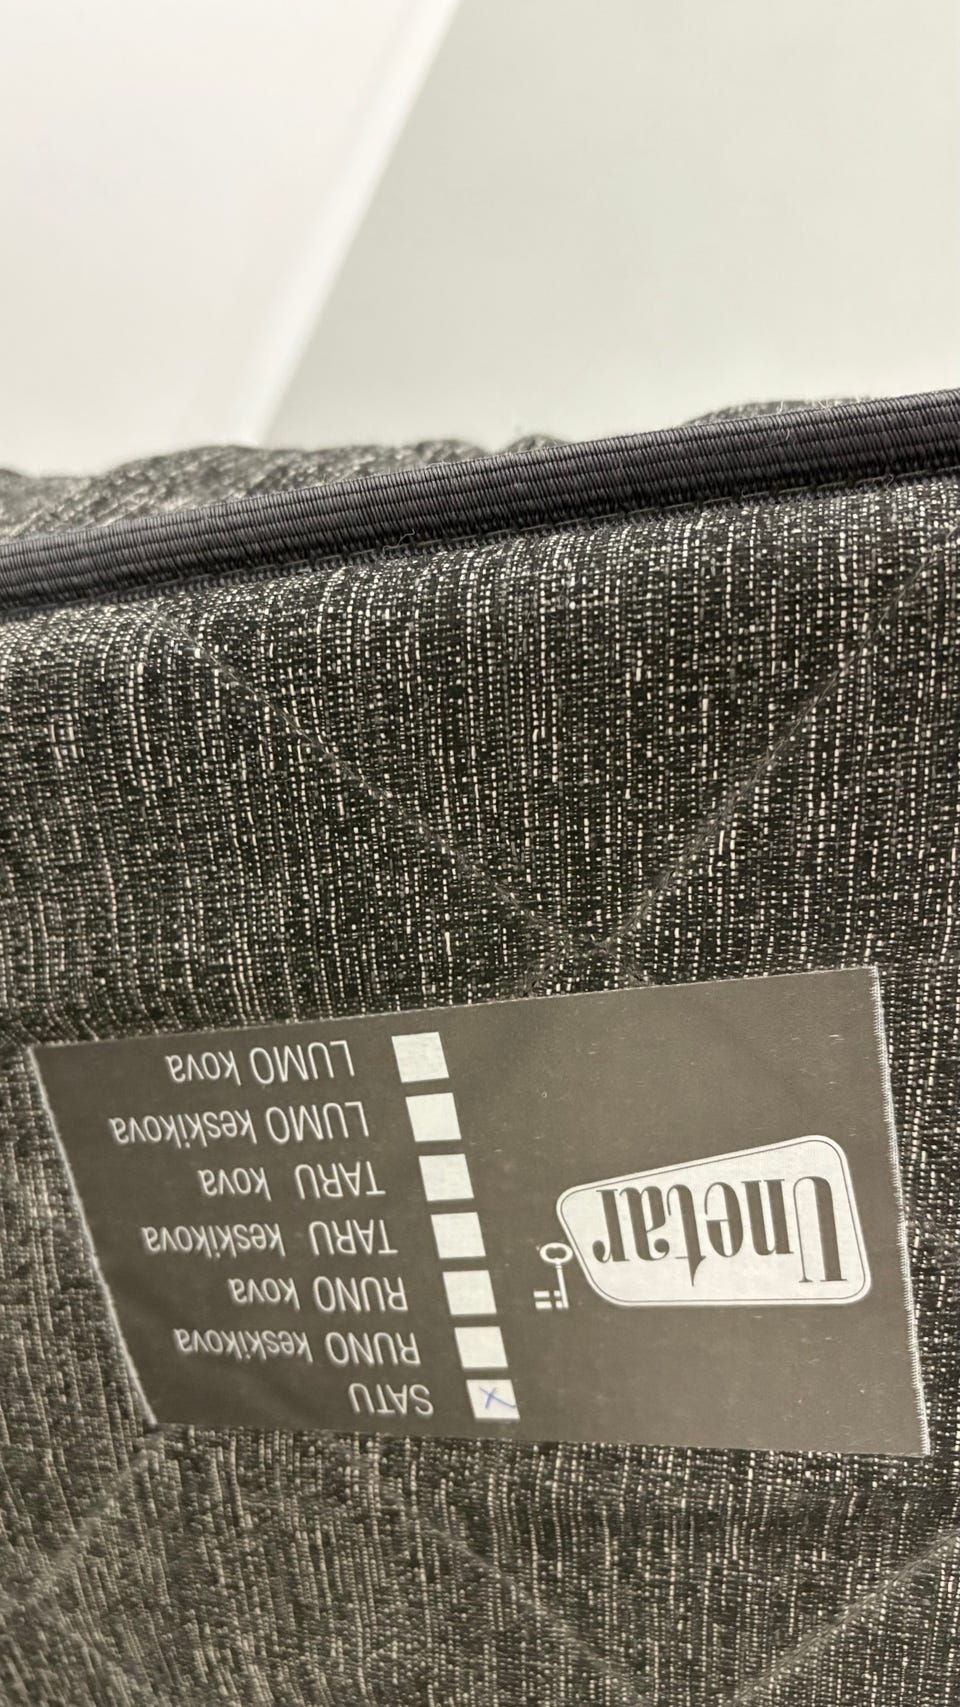 Unetar
SATU
RUNO keskikova
RUNO kova
TARU keskikova
TARU kova
LUMO keskikova
LUMO kova